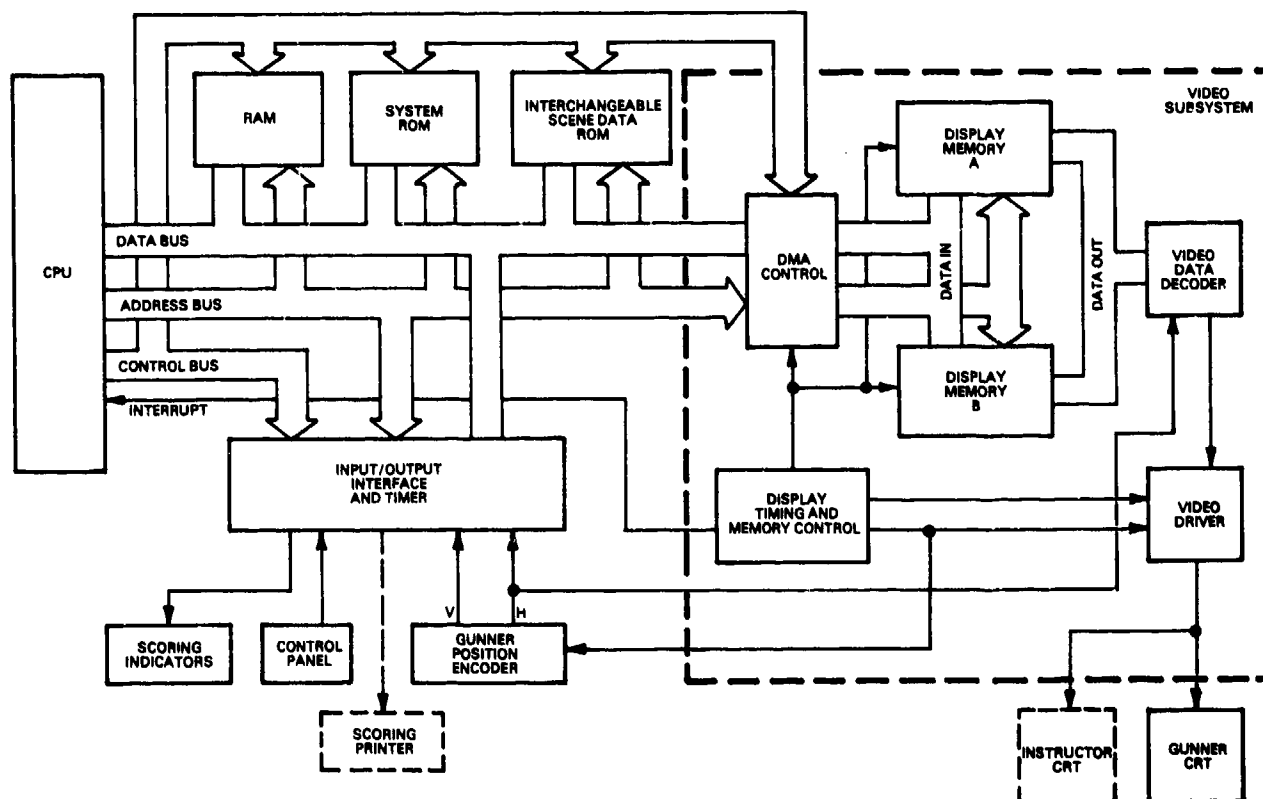 VIDEO
SUBSYSTEM
RAM
SYSTEM
ROM
INTERCHANGEABLE
SCENE DATA
ROM
DISPLAY
MEMORY
A
CPU
DATA BUS
ADDRESS BUS
CONTROL BUS
INTERRUPT
DMA
CONTROL
DATA IN
DATA OUT
VIDEO
DATA
DECODER
DISPLAY
MEMORY
B
INPUT/OUTPUT
INTERFACE
AND TIMER
DISPLAY
TIMING AND
MEMORY CONTROL
VIDEO
DRIVER
V
H
SCORING
INDICATORS
CONTROL
PANEL
GUNNER
POSITION
ENCODER
SCORING
PRINTER
INSTRUCTOR
CRT
GUNNER
CRT